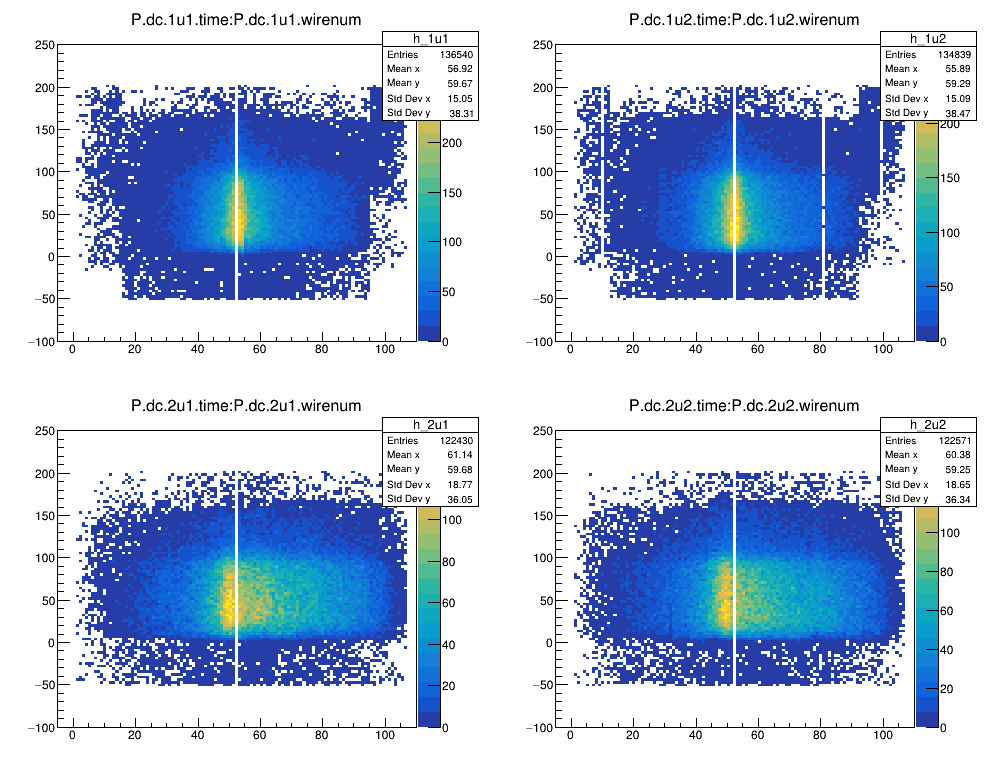 P.dc.1u1.time:P.dc.1u1.wirenum
h_1u1
Entries 136540
Mean x 56.92
Mean y 59.67
Std Dev x 15.05
Std Dev y 38.31
250
200
150
100
50
0
−50
−100
0 20 40 60 80 100
200
150
100
50
0
P.dc.1u2.time:P.dc.1u2.wirenum
h_1u2
Entries 134839
Mean x 55.89
Mean y 59.29
Std Dev x 15.09
Std Dev y 38.47
250
200
150
100
50
0
−50
−100
0 20 40 60 80 100
200
150
100
50
0
P.dc.2u1.time:P.dc.2u1.wirenum
h_2u1
Entries 122430
Mean x 61.14
Mean y 59.68
Std Dev x 18.77
Std Dev y 36.05
250
200
150
100
50
0
−50
−100
0 20 40 60 80 100
100
80
60
40
20
0
P.dc.2u2.time:P.dc.2u2.wirenum
h_2u2
Entries 122571
Mean x 60.38
Mean y 59.25
Std Dev x 18.65
Std Dev y 36.34
250
200
150
100
50
0
−50
−100
0 20 40 60 80 100
100
80
60
40
20
0